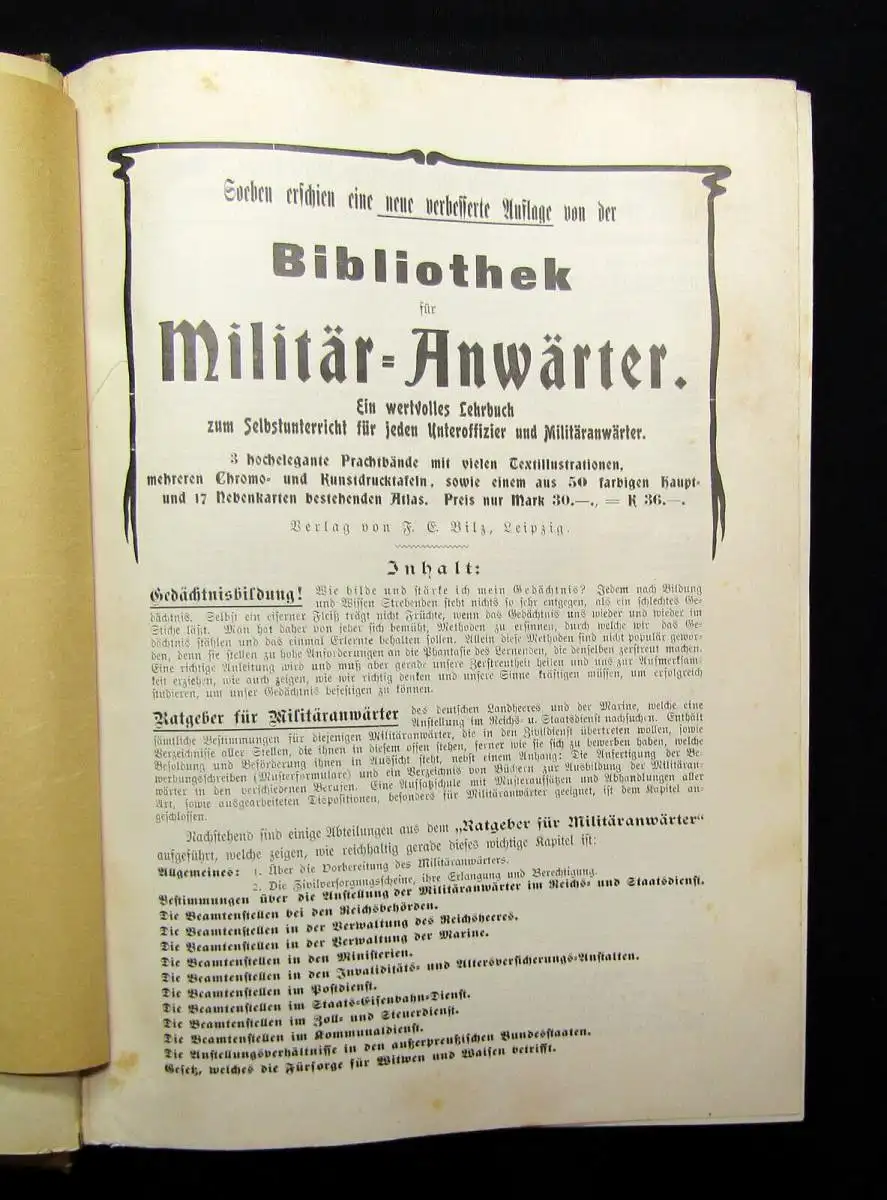 Soeben erschien eine neue verbesserte Auflage von der
Bibliothek
für
Militär=Anwärter.
Ein wertvolles Lehrbuch
zum Selbstunterricht für jeden Unteroffizier und Militäranwärter.
3 hochelegante Prachtbände mit vielen Textillustrationen,
mehreren Chromo- und Kunstdrucktafeln, sowie einem aus 50 farbigen Haupt-
und 17 Nebenkarten bestehenden Atlas. Preis nur Mark 30.—, = K 36.—.
Verlag von F. E. Bilz, Leipzig.
Inhalt:
Gedächtnisbildung! Wie bilde und stärke ich mein Gedächtnis? Jedem nach Bildung
und Wissen Strebenden steht nichts so sehr entgegen, als ein schlechtes Ge-
dächtnis. Selbst ein eiserner Fleiß trägt nicht Früchte, wenn das Gedächtnis uns wieder und wieder im
Stiche läßt. Man hat daher von jeher sich bemüht, Methoden zu ersinnen, durch welche wir das Ge-
dächtnis stählen und das einmal Erlernte behalten sollen. Allein diese Methoden sind nicht populär gewor-
den, denn sie stellen zu hohe Anforderungen an die Phantasie des Lernenden, die denselben zerstreut machen.
Eine richtige Anleitung wird und muß aber gerade unsere Zerstreutheit heilen und uns zur Aufmerksam-
keit erziehen, wie auch zeigen, wie wir richtig denken und unsere Sinne kräftigen müssen, um erfolgreich
studieren, um unser Gedächtnis befestigen zu können.
Ratgeber für Militäranwärter des deutschen Landheeres und der Marine, welche eine
Anstellung im Reichs- u. Staatsdienst nachsuchen. Enthält
sämtliche Bestimmungen für diejenigen Militäranwärter, die in den Zivildienst übertreten wollen, sowie
Verzeichnisse aller Stellen, die ihnen in diesem offen stehen, ferner wie sie sich zu bewerben haben, welche
Besoldung und Beförderung ihnen in Aussicht steht, nebst einem Anhang: Die Anfertigung der Be-
werbungsschreiben (Musterformulare) und ein Verzeichnis von Büchern zur Ausbildung der Militäran-
wärter in den verschiedenen Berufen. Eine Aufsatzschule mit Musteraufsätzen und Abhandlungen aller
Art, sowie ausgearbeiteten Dispositionen, besonders für Militäranwärter geeignet, ist dem Kapitel an-
geschlossen.
Nachstehend sind einige Abteilungen aus dem „Ratgeber für Militäranwärter“
aufgeführt, welche zeigen, wie reichhaltig gerade dieses wichtige Kapitel ist:
Allgemeines: 1. Über die Vorbereitung des Militäranwärters.
2. Die Zivilversorgungsscheine, ihre Erlangung und Berechtigung.
Bestimmungen über die Anstellung der Militäranwärter im Reichs- und Staatsdienst.
Die Beamtenstellen bei den Reichsbehörden.
Die Beamtenstellen in der Verwaltung des Reichsheeres.
Die Beamtenstellen in der Verwaltung der Marine.
Die Beamtenstellen in den Ministerien.
Die Beamtenstellen in den Invaliditäts- und Altersversicherungs-Anstalten.
Die Beamtenstellen im Postdienst.
Die Beamtenstellen im Staats-Eisenbahn-Dienst.
Die Beamtenstellen im Zoll- und Steuerdienst.
Die Beamtenstellen im Kommunaldienst.
Die Anstellungsverhältnisse in den außerpreußischen Bundesstaaten.
Gesetz, welches die Fürsorge für Witwen und Waisen betrifft.